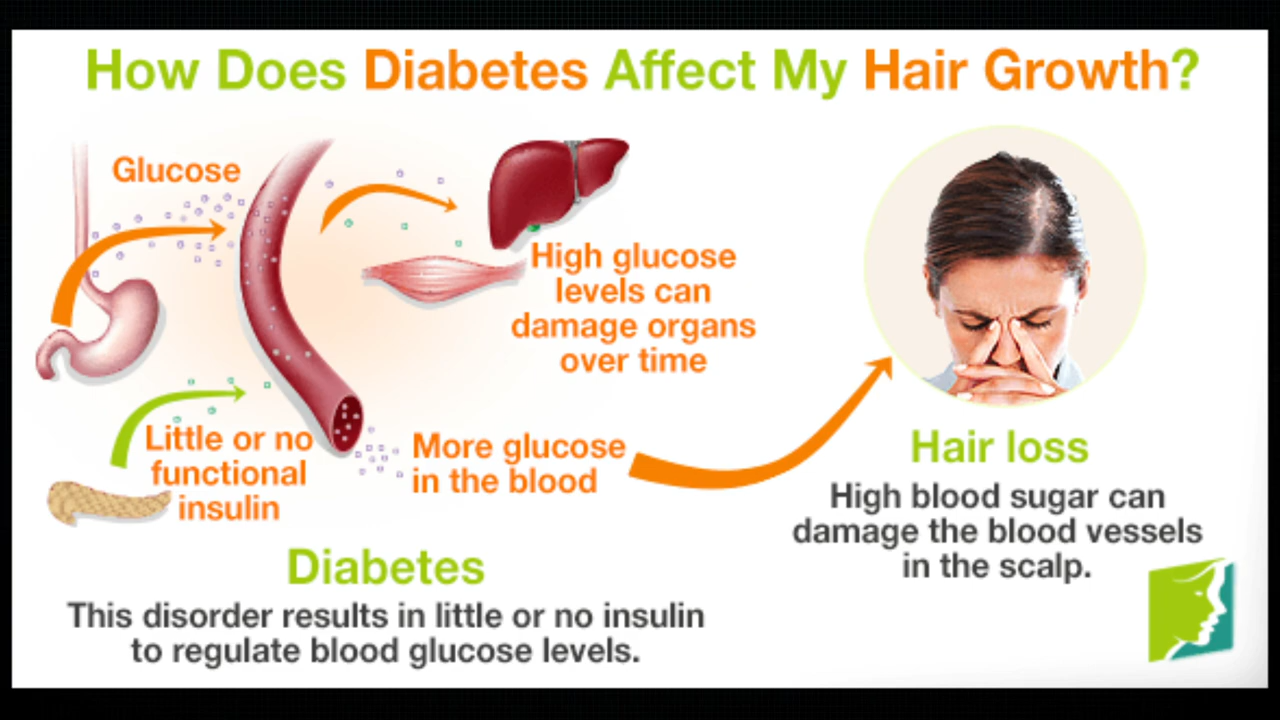 How Does Diabetes Affect My Hair Growth?
Glucose
High glucose
levels can
damage organs
over time
Little or no
functional
insulin
More glucose
in the blood
Diabetes
This disorder results in little or no insulin
to regulate blood glucose levels.
Hair loss
High blood sugar can
damage the blood vessels
in the scalp.